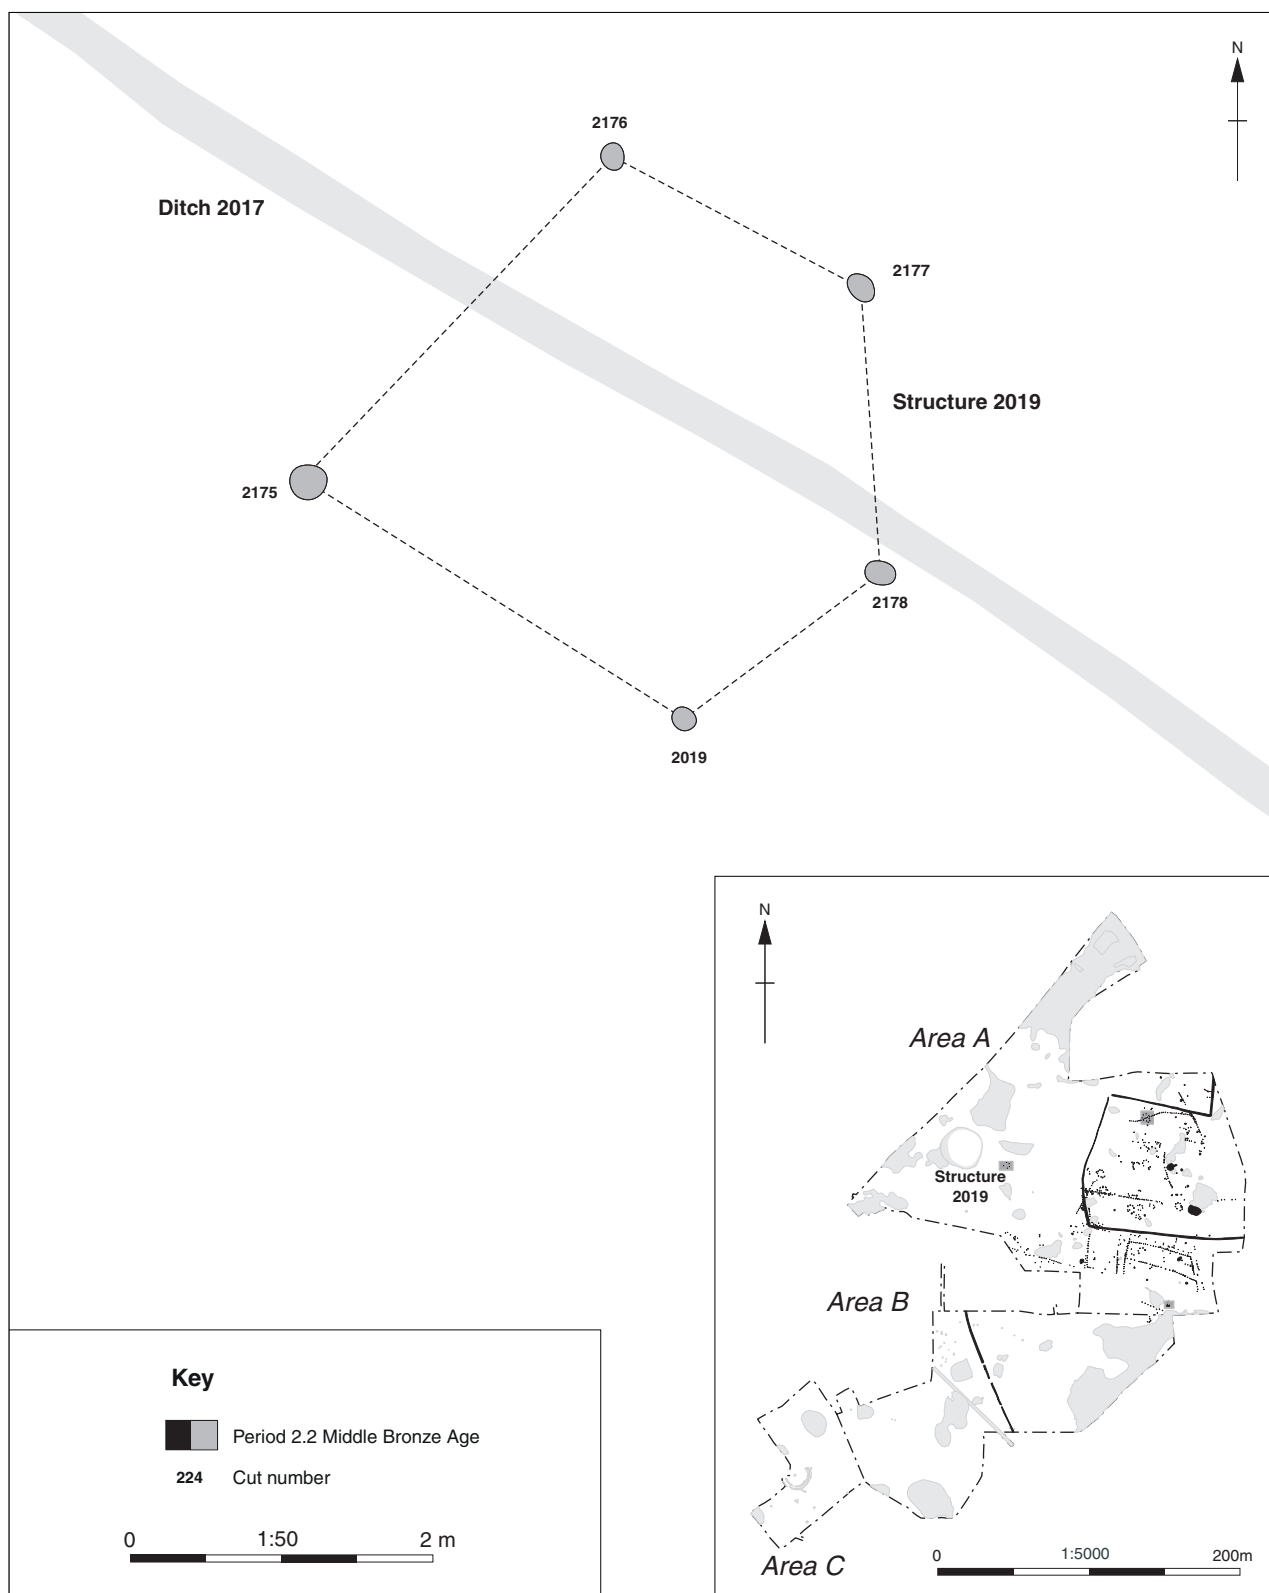 N
2176
Ditch 2017
2177
Structure 2019
2175
2178
2019
N
Area A
Structure
2019
Area B
Area C
0 1:5000 200m
Key
Period 2.2 Middle Bronze Age
224 Cut number
0 1:50 2 m